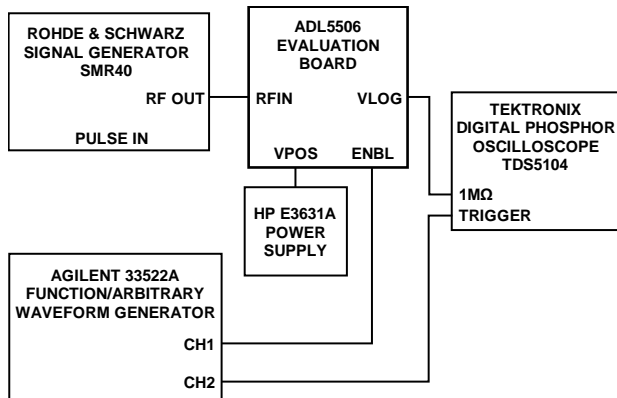 ROHDE & SCHWARZ
SIGNAL GENERATOR
SMR40
RF OUT
PULSE IN
ADL5506
EVALUATION
BOARD
RFIN
VLOG
VPOS
ENBL
TEKTRONIX
DIGITAL PHOSPHOR
OSCILLOSCOPE
TDS5104
1MΩ
TRIGGER
HP E3631A
POWER
SUPPLY
AGILENT 33522A
FUNCTION/ARBITRARY
WAVEFORM GENERATOR
CH1
CH2